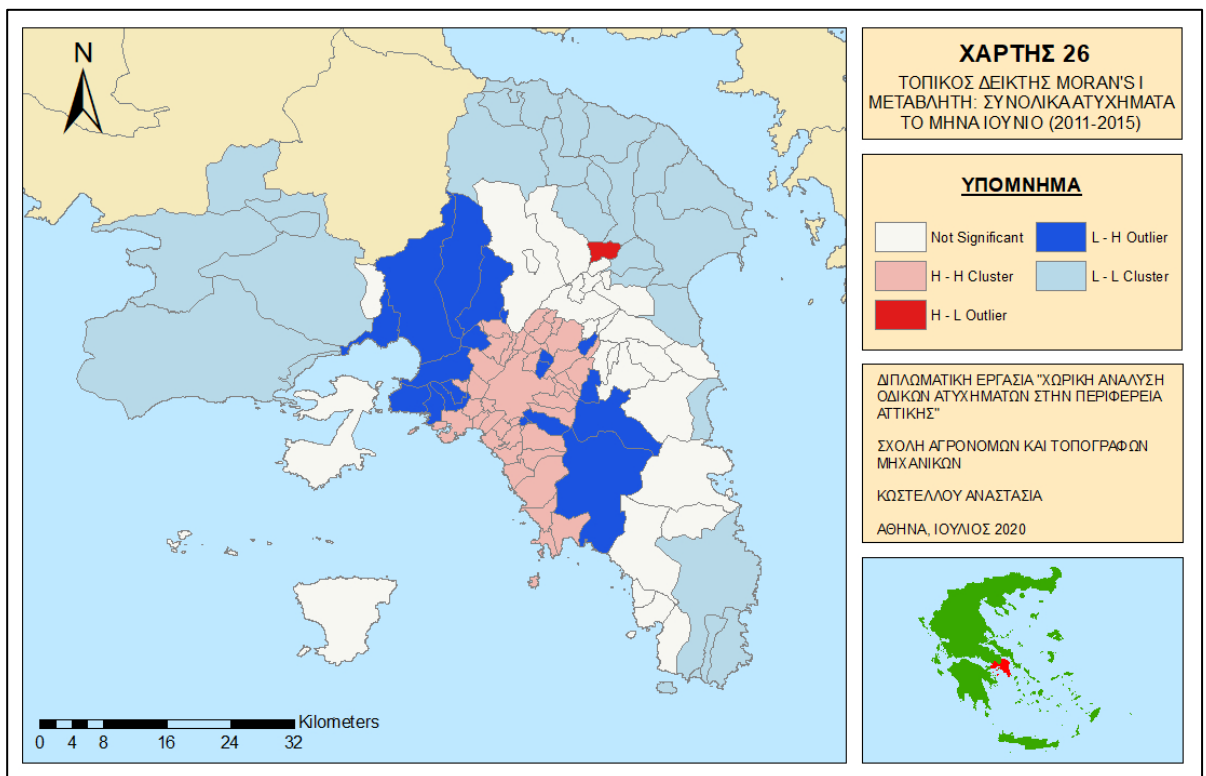 N
ΧΑΡΤΗΣ 26
ΤΟΠΙΚΟΣ ΔΕΙΚΤΗΣ MORAN'S I
ΜΕΤΑΒΛΗΤΗ: ΣΥΝΟΛΙΚΑ ΑΤΥΧΗΜΑΤΑ
ΤΟ ΜΗΝΑ ΙΟΥΝΙΟ (2011-2015)
ΥΠΟΜΝΗΜΑ
Not Significant
L - H Outlier
H - H Cluster
L - L Cluster
H - L Outlier
ΔΙΠΛΩΜΑΤΙΚΗ ΕΡΓΑΣΙΑ "ΧΩΡΙΚΗ ΑΝΑΛΥΣΗ
ΟΔΙΚΩΝ ΑΤΥΧΗΜΑΤΩΝ ΣΤΗΝ ΠΕΡΙΦΕΡΕΙΑ
ΑΤΤΙΚΗΣ"
ΣΧΟΛΗ ΑΓΡΟΝΟΜΩΝ ΚΑΙ ΤΟΠΟΓΡΑΦΩΝ
ΜΗΧΑΝΙΚΩΝ
ΚΩΣΤΕΛΛΟΥ ΑΝΑΣΤΑΣΙΑ
ΑΘΗΝΑ, ΙΟΥΛΙΟΣ 2020
Kilometers
0 4 8 16 24 32